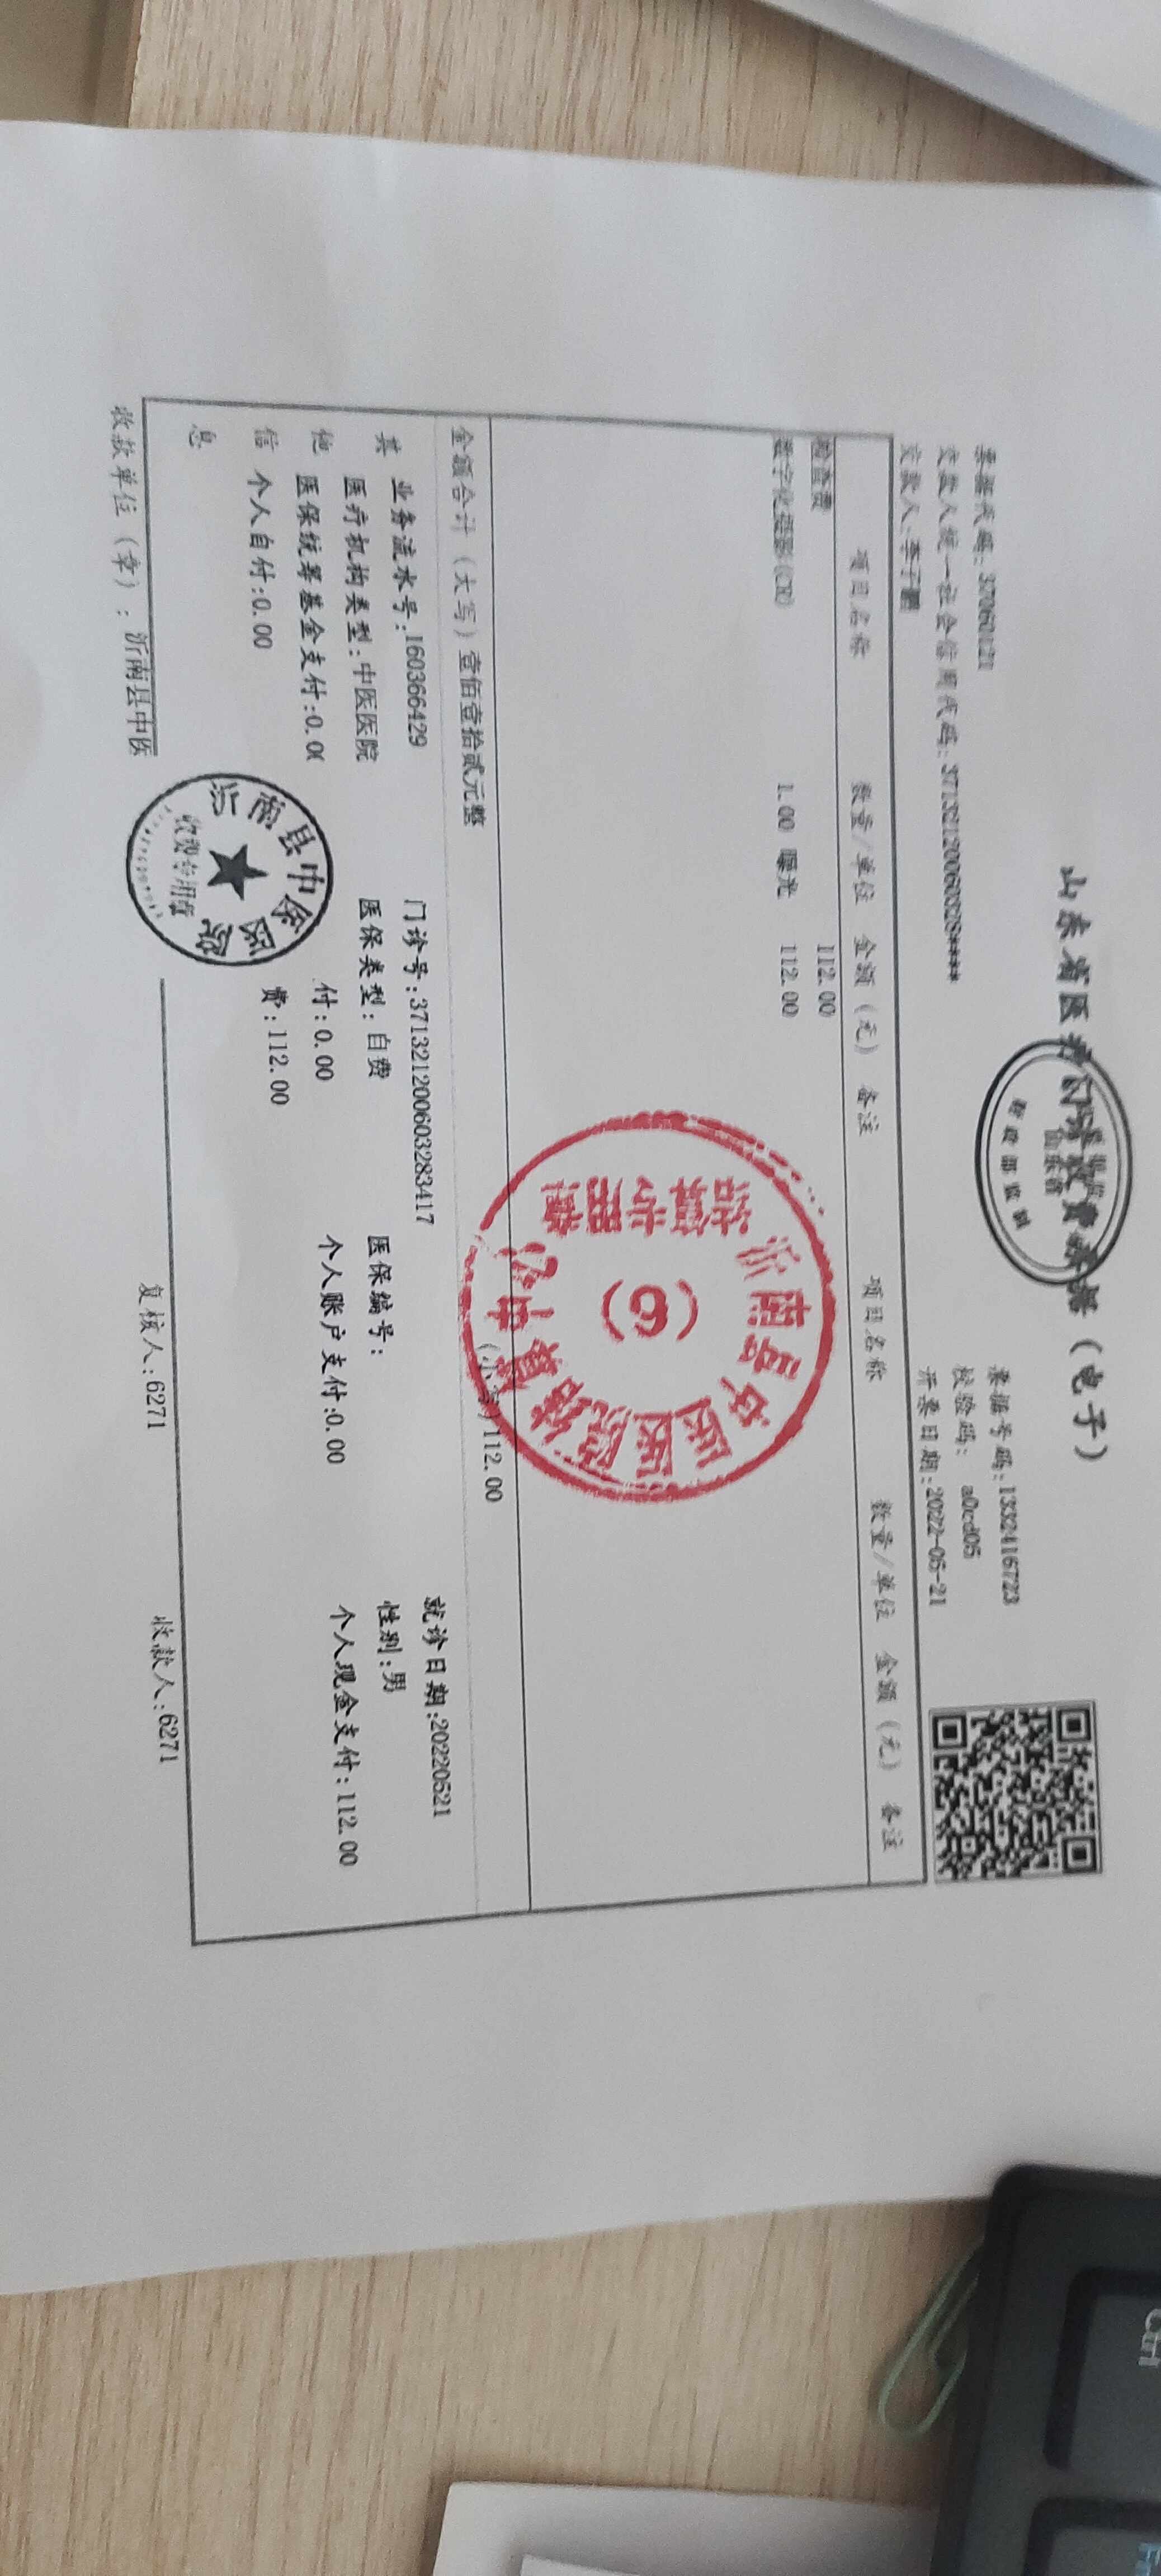 山东省医疗门诊收费票据（电子）
票据代码：37060121
票据号码：1332416723
交款人统一社会信用代码：3713212006032
校验码：a0cd05
交款人：李子
开票日期：2022-05-21
项目名称 数量/单位 金额（元） 备注 项目名称 数量/单位 金额（元） 备注
检查费 112.00
数字化摄影(CR) 1.00 曝光 112.00
金额合计（大写）壹佰壹拾贰元整 (小写)112.00
其他信息
业务流水号：160366429 门诊号：371321200603283417 就诊日期：20220521
医疗机构类型：中医医院 医保类型：自费 医保编号： 性别：男
医保统筹基金支付：0.00 付：0.00 个人账户支付：0.00 个人现金支付：112.00
个人自付：0.00 费：112.00
收款单位（章）：沂南县中医 复核人：6271 收款人：6271
沂南县中医医院
收费专用章
沂南县中医医院结算
结算专用章
(6)
财政部监制
Ctrl